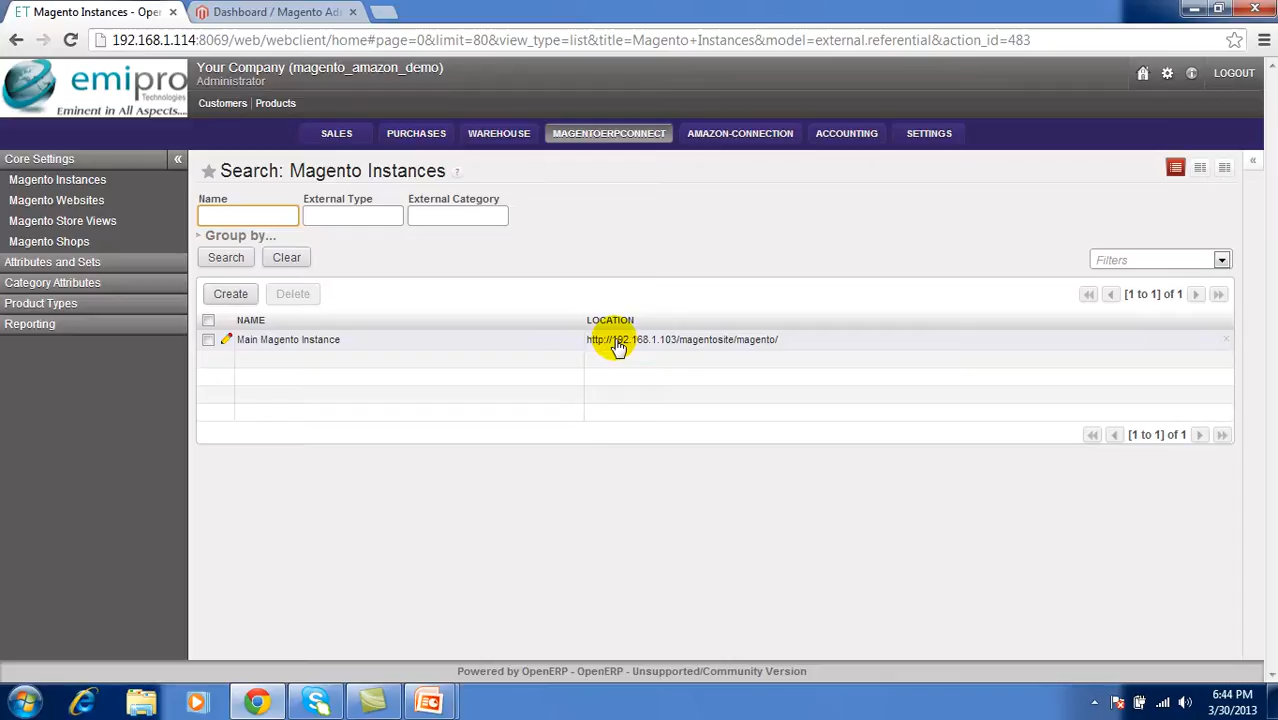 ET Magento Instances - Ope
Dashboard / Magento Ad
192.168.1.114:8069/web/webclient/home#page=0&limit=80&view_type=list&title=Magento+Instances&model=external.referential&action_id=483
emipro
Technologies
Eminent in All Aspects....
Your Company (magento_amazon_demo)
Administrator
LOGOUT
Customers Products
SALES PURCHASES WAREHOUSE MAGENTOERPCONNECT AMAZON-CONNECTION ACCOUNTING SETTINGS
Core Settings «
Magento Instances
Magento Websites
Magento Store Views
Magento Shops
Attributes and Sets
Category Attributes
Product Types
Reporting
«
Search: Magento Instances ?
Name External Type External Category
Group by...
Search Clear
Filters
Create Delete
[1 to 1] of 1
NAME LOCATION
Main Magento Instance http://192.168.1.103/magentosite/magento/
[1 to 1] of 1
Powered by OpenERP - OpenERP - Unsupported/Community Version
6:44 PM
3/30/2013